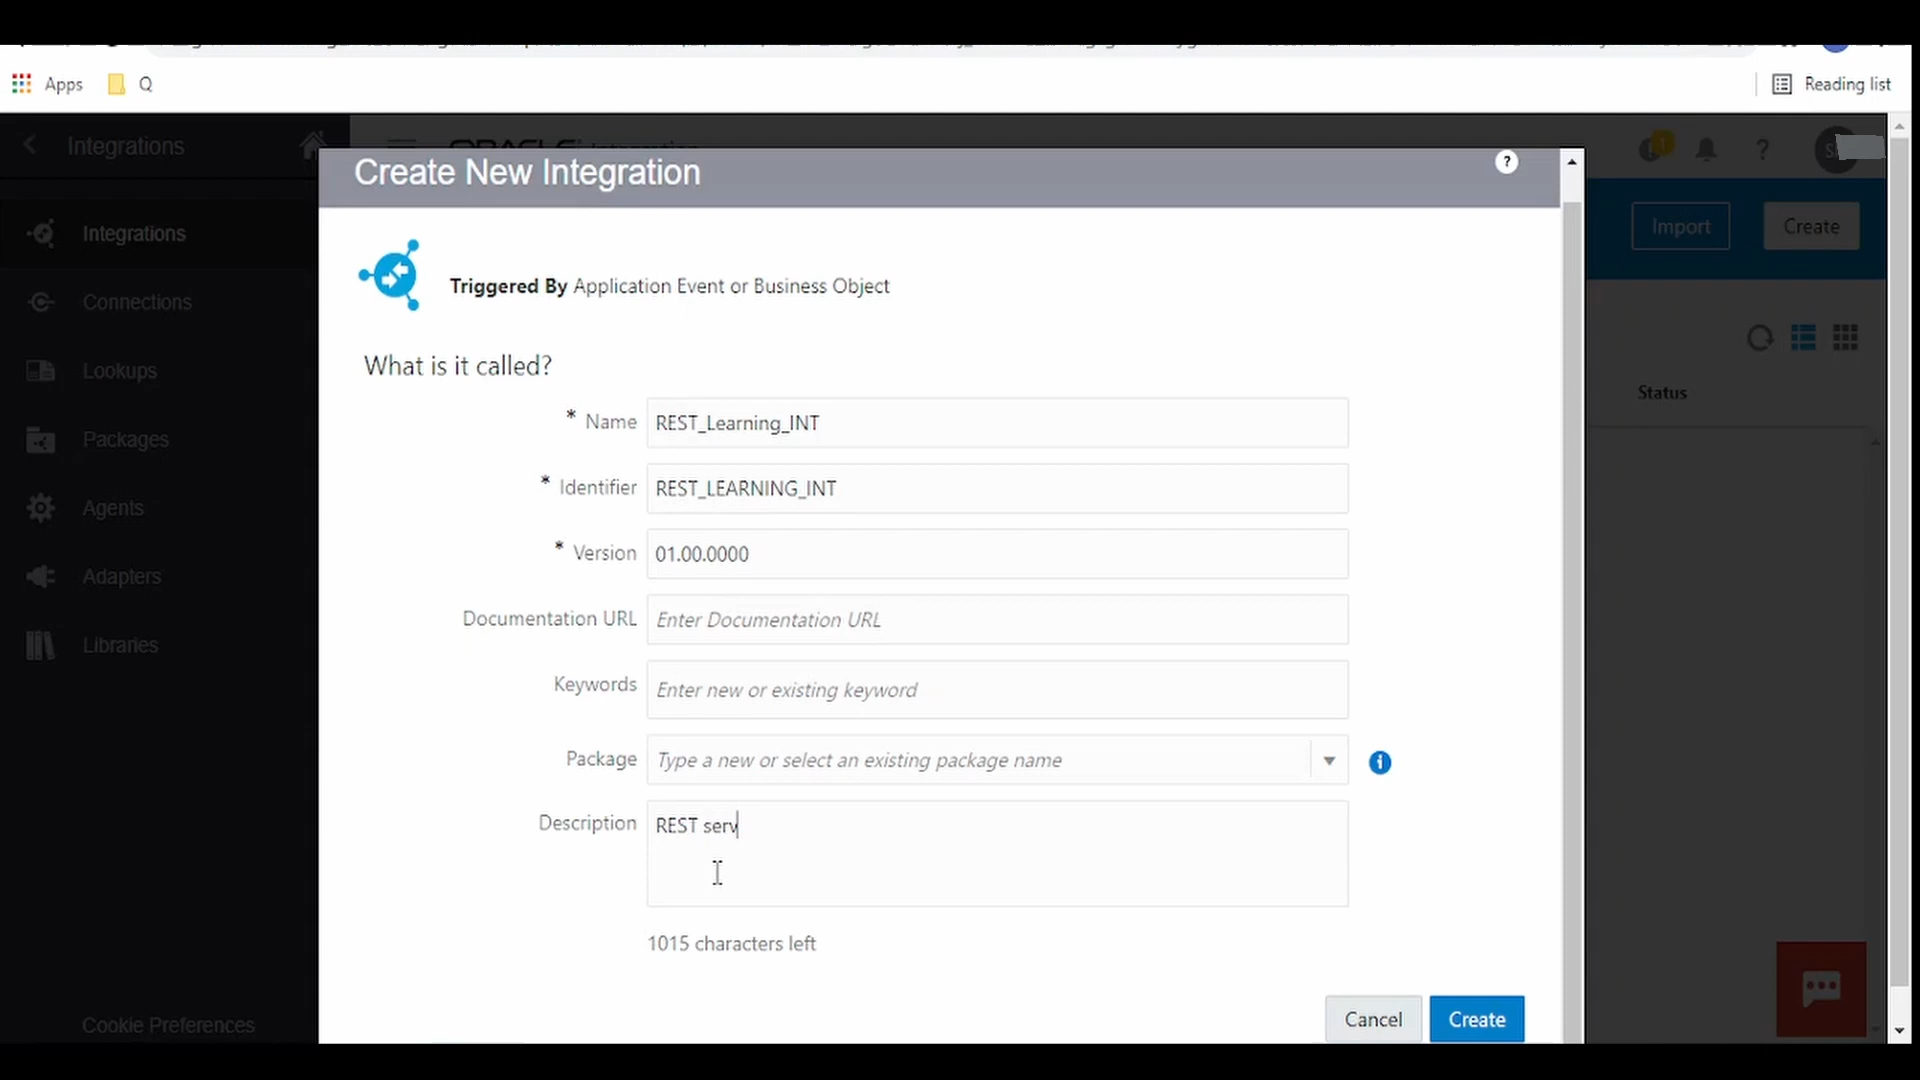 Apps
Q
Reading list
Integrations
Create New Integration
Import
Create
Integrations
Connections
Lookups
Packages
Agents
Adapters
Libraries
Cookie Preferences
Triggered By Application Event or Business Object
What is it called?
* Name REST_Learning_INT
* Identifier REST_LEARNING_INT
* Version 01.00.0000
Documentation URL Enter Documentation URL
Keywords Enter new or existing keyword
Package Type a new or select an existing package name
Description REST serv
1015 characters left
Cancel
Create
Status